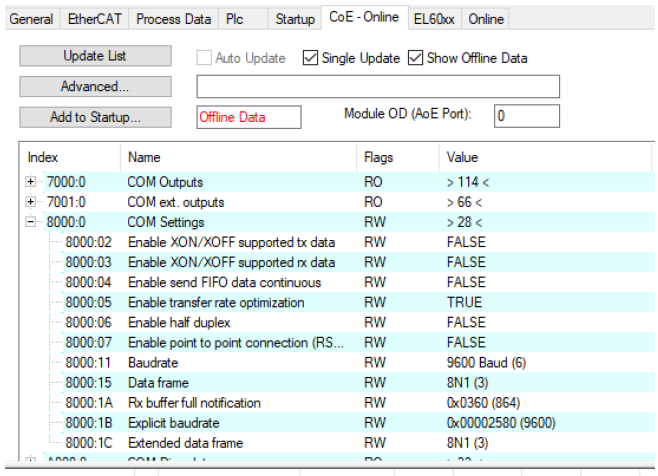 General EtherCAT Process Data Plc Startup CoE - Online EL60xx Online
Update List Auto Update Single Update Show Offline Data
Advanced...
Add to Startup... Offline Data Module OD (AoE Port): 0
Index Name Flags Value
7000:0 COM Outputs RO > 114 <
7001:0 COM ext. outputs RO > 66 <
8000:0 COM Settings RW > 28 <
8000:02 Enable XON/XOFF supported tx data RW FALSE
8000:03 Enable XON/XOFF supported rx data RW FALSE
8000:04 Enable send FIFO data continuous RW FALSE
8000:05 Enable transfer rate optimization RW TRUE
8000:06 Enable half duplex RW FALSE
8000:07 Enable point to point connection (RS... RW FALSE
8000:11 Baudrate RW 9600 Baud (6)
8000:15 Data frame RW 8N1 (3)
8000:1A Rx buffer full notification RW 0x0360 (864)
8000:1B Explicit baudrate RW 0x00002580 (9600)
8000:1C Extended data frame RW 8N1 (3)